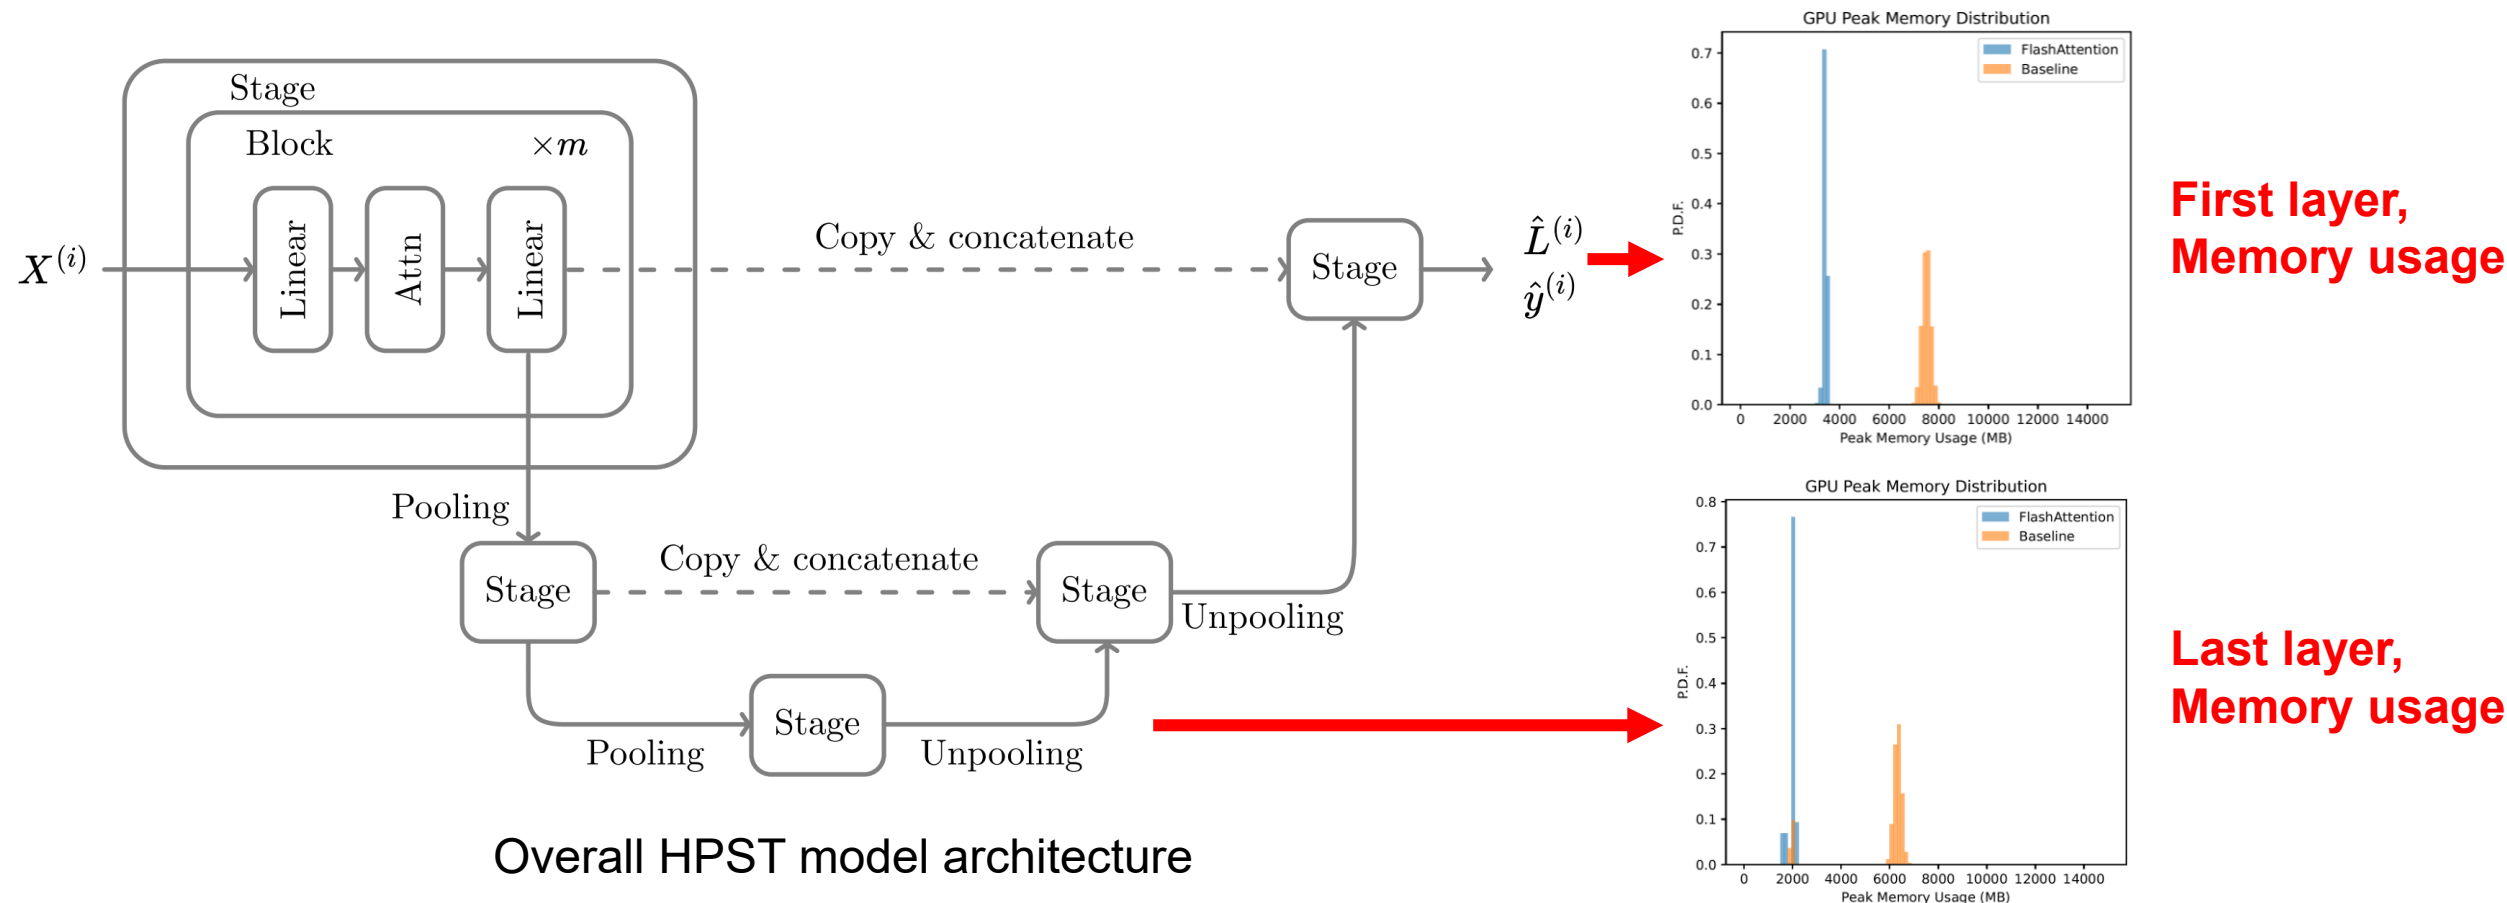 Stage
Block
×m
Linear
Attn
Linear
X^(i)
Copy & concatenate
Stage
L̂^(i)
ŷ^(i)
Pooling
Stage
Copy & concatenate
Stage
Unpooling
Stage
Pooling
Unpooling
Overall HPST model architecture
GPU Peak Memory Distribution
FlashAttention
Baseline
0.7
0.6
0.5
0.4
0.3
0.2
0.1
0.0
P.D.F.
0 2000 4000 6000 8000 10000 12000 14000
Peak Memory Usage (MB)
First layer,
Memory usage
GPU Peak Memory Distribution
FlashAttention
Baseline
0.8
0.7
0.6
0.5
0.4
0.3
0.2
0.1
0.0
P.D.F.
0 2000 4000 6000 8000 10000 12000 14000
Peak Memory Usage (MB)
Last layer,
Memory usage